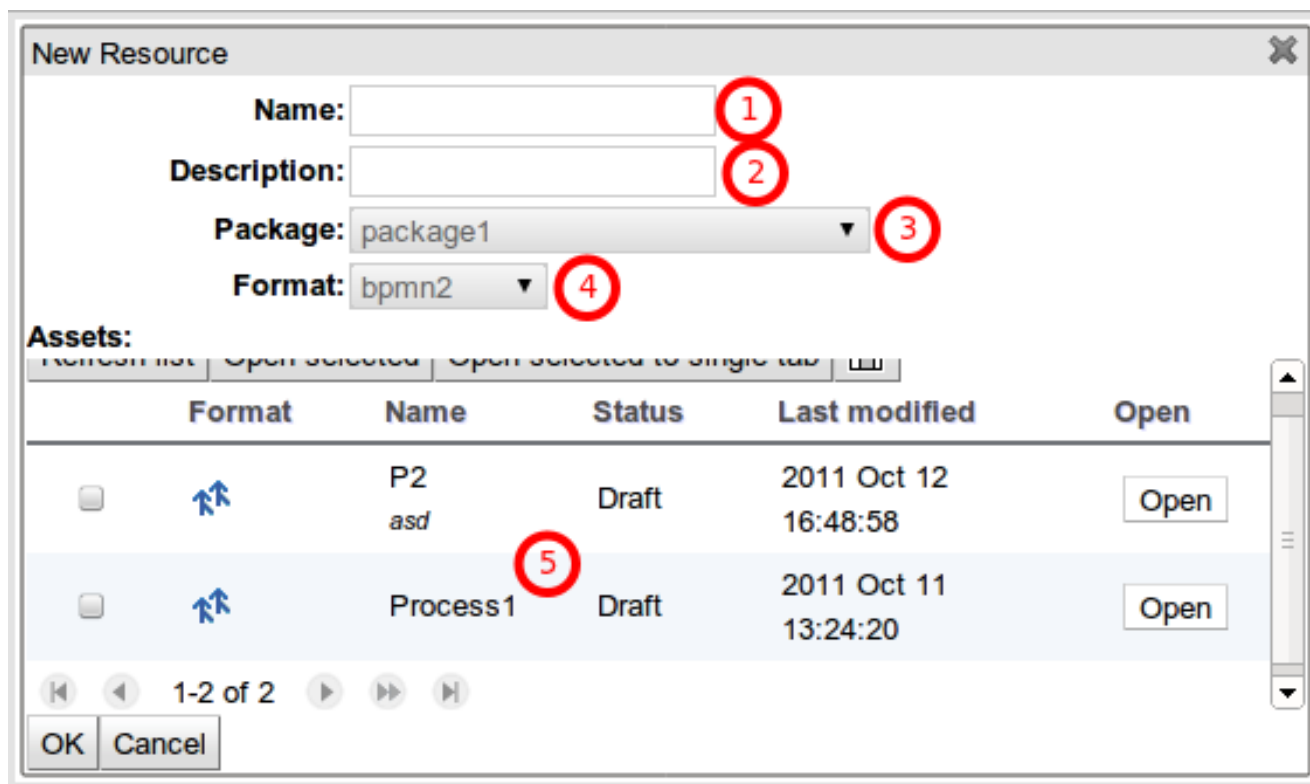 New Resource
Name: 1
Description: 2
Package: package1 3
Format: bpmn2 4
Assets:
Refresh list Open selected Open selected to single tab
Format Name Status Last modified Open
P2 asd Draft 2011 Oct 12 16:48:58 Open
5
Process1 Draft 2011 Oct 11 13:24:20 Open
1-2 of 2
OK Cancel